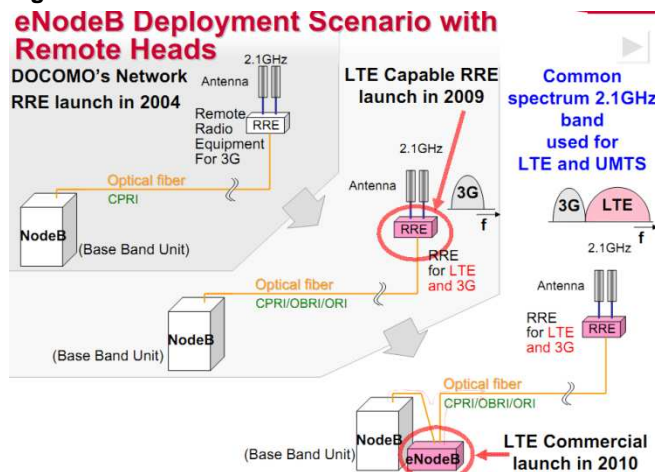 eNodeB Deployment Scenario with
Remote Heads
DOCOMO's Network
RRE launch in 2004
2.1GHz
Antenna
Remote
Radio
Equipment
For 3G
RRE
Optical fiber
CPRI
NodeB
(Base Band Unit)
LTE Capable RRE
launch in 2009
2.1GHz
Antenna
3G
f
RRE
RRE
for LTE
and 3G
Optical fiber
CPRI/OBRI/ORI
NodeB
(Base Band Unit)
Common
spectrum 2.1GHz
band
used for
LTE and UMTS
3G
LTE
f
2.1GHz
Antenna
RRE
RRE
for LTE
and 3G
Optical fiber
CPRI/OBRI/ORI
NodeB
(Base Band Unit)
eNodeB
LTE Commercial
launch in 2010